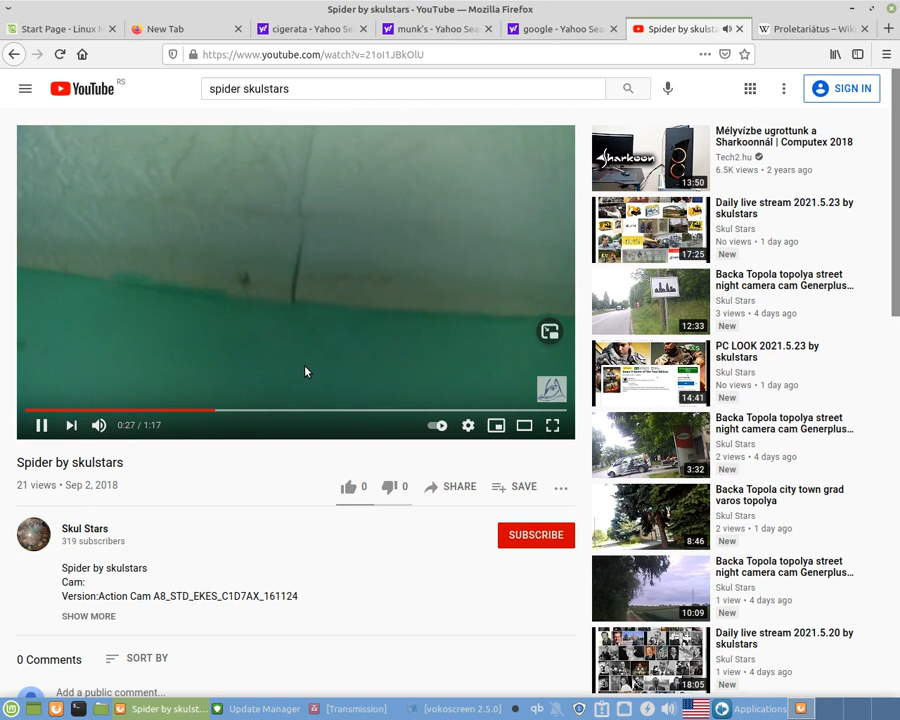 Spider by skulstars — Mozilla Firefox
Start Page - Linux M
New Tab
cigerata - Yahoo Sea
munk's - Yahoo Sea
google - Yahoo Sea
Spider by skulsta
Proletariátus – Wiki
https://www.youtube.com/watch?v=21oI1JBkOlU
YouTube RS
spider skulstars
SIGN IN
0:27 / 1:17
Spider by skulstars
21 views • Sep 2, 2018
0
0
SHARE
SAVE
Skul Stars
319 subscribers
SUBSCRIBE
Spider by skulstars
Cam:
Version:Action Cam A8_STD_EKES_C1D7AX_161124
SHOW MORE
0 Comments
SORT BY
Add a public comment...
Sharkoon
13:50
Mélyvízbe ugrottunk a
Sharkoonnál | Computex 2018
Tech2.hu
6.5K views • 2 years ago
17:25
Daily live stream 2021.5.23 by
skulstars
Skul Stars
No views • 1 day ago
New
12:33
Backa Topola topolya street
night camera cam Generplus...
Skul Stars
3 views • 4 days ago
New
14:41
PC LOOK 2021.5.23 by
skulstars
Skul Stars
No views • 1 day ago
New
3:32
Backa Topola topolya street
night camera cam Generplus...
Skul Stars
2 views • 4 days ago
New
8:46
Backa Topola city town grad
varos topolya
Skul Stars
2 views • 1 day ago
New
10:09
Backa Topola topolya street
night camera cam Generplus...
Skul Stars
1 view • 4 days ago
New
18:05
Daily live stream 2021.5.20 by
skulstars
Skul Stars
1 view • 4 days ago
New
Spider by skulst...
Update Manager
[Transmission]
[vokoscreen 2.5.0]
qb
Applications